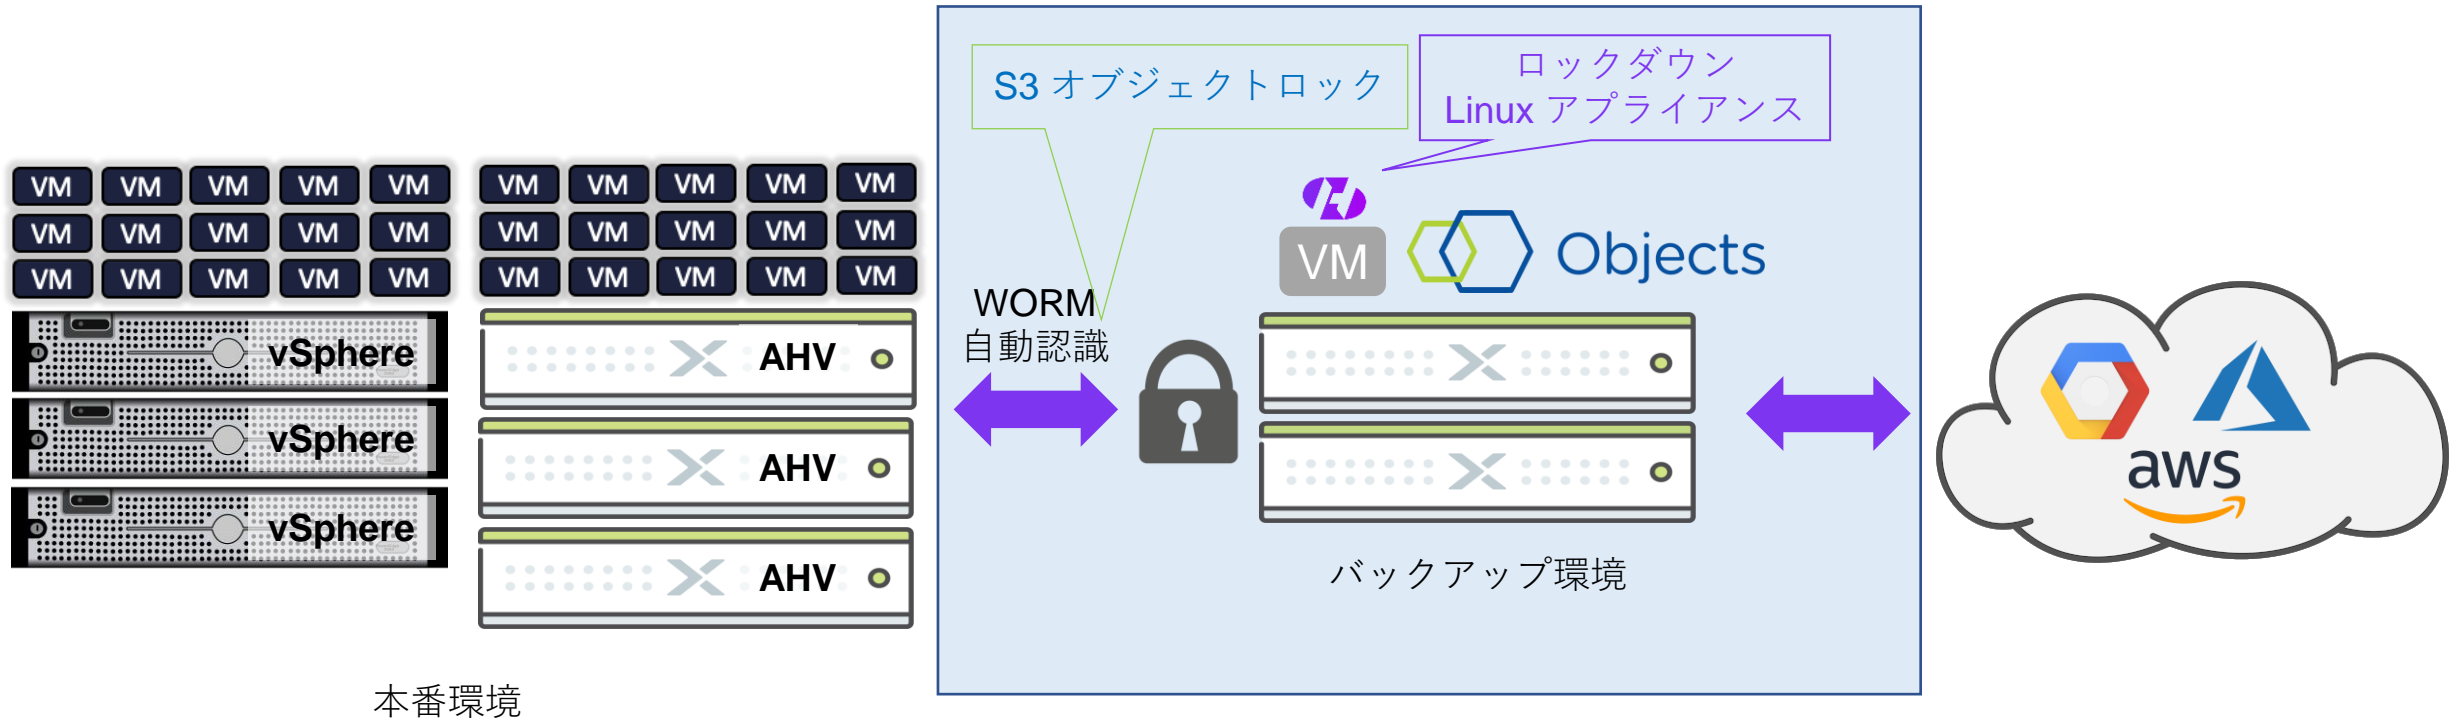 S3 オブジェクトロック
ロックダウン
Linux アプライアンス
VM VM VM VM VM
VM VM VM VM VM
VM VM VM VM VM
VM VM VM VM VM
VM VM VM VM VM
VM VM VM VM VM
vSphere
vSphere
vSphere
AHV
AHV
AHV
本番環境
WORM
自動認識
VM
Objects
バックアップ環境
aws